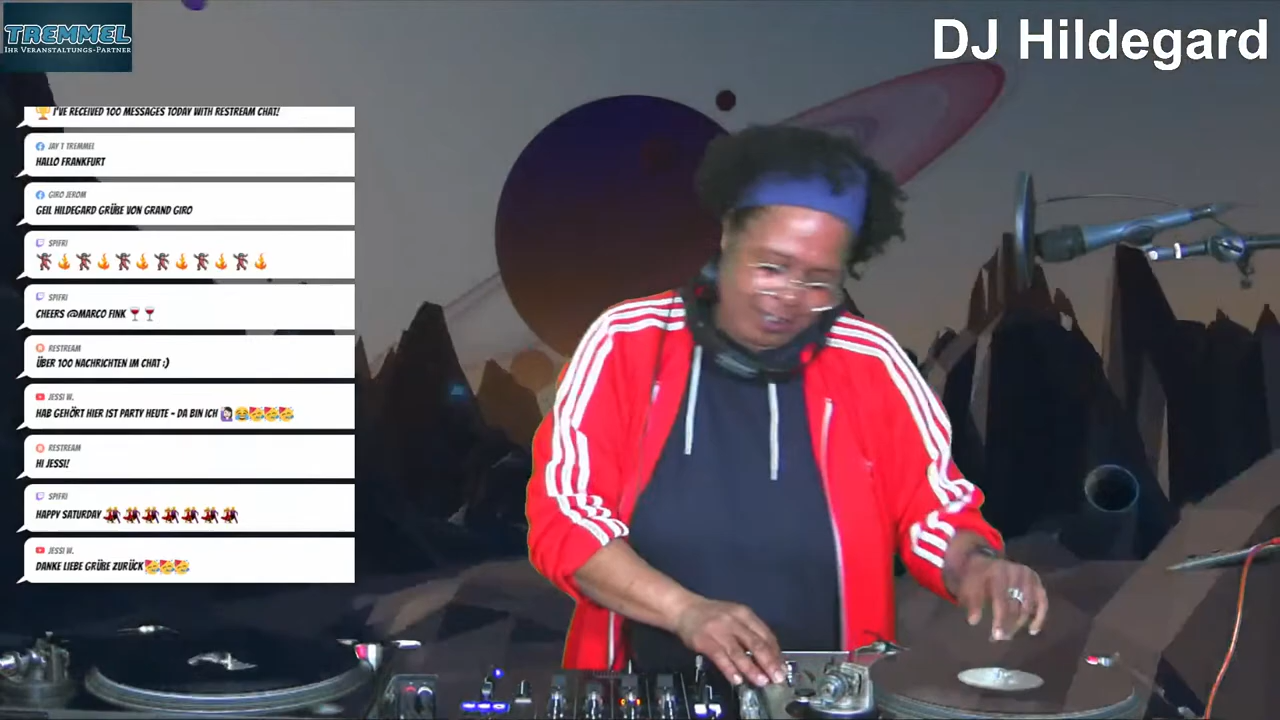 TREMMEL
IHR VERANSTALTUNGS-PARTNER
DJ Hildegard
I'VE RECEIVED 100 MESSAGES TODAY WITH RESTREAM CHAT!
JAY T TREMMEL
HALLO FRANKFURT
GIRO JEROM
GEIL HILDEGARD GRÜßE VON GRAND GIRO
SPIFRI
SPIFRI
CHEERS @MARCO FINK
RESTREAM
ÜBER 100 NACHRICHTEN IM CHAT :)
JESSI W.
HAB GEHÖRT HIER IST PARTY HEUTE - DA BIN ICH
RESTREAM
HI JESSI!
SPIFRI
HAPPY SATURDAY
JESSI W.
DANKE LIEBE GRÜßE ZURÜCK